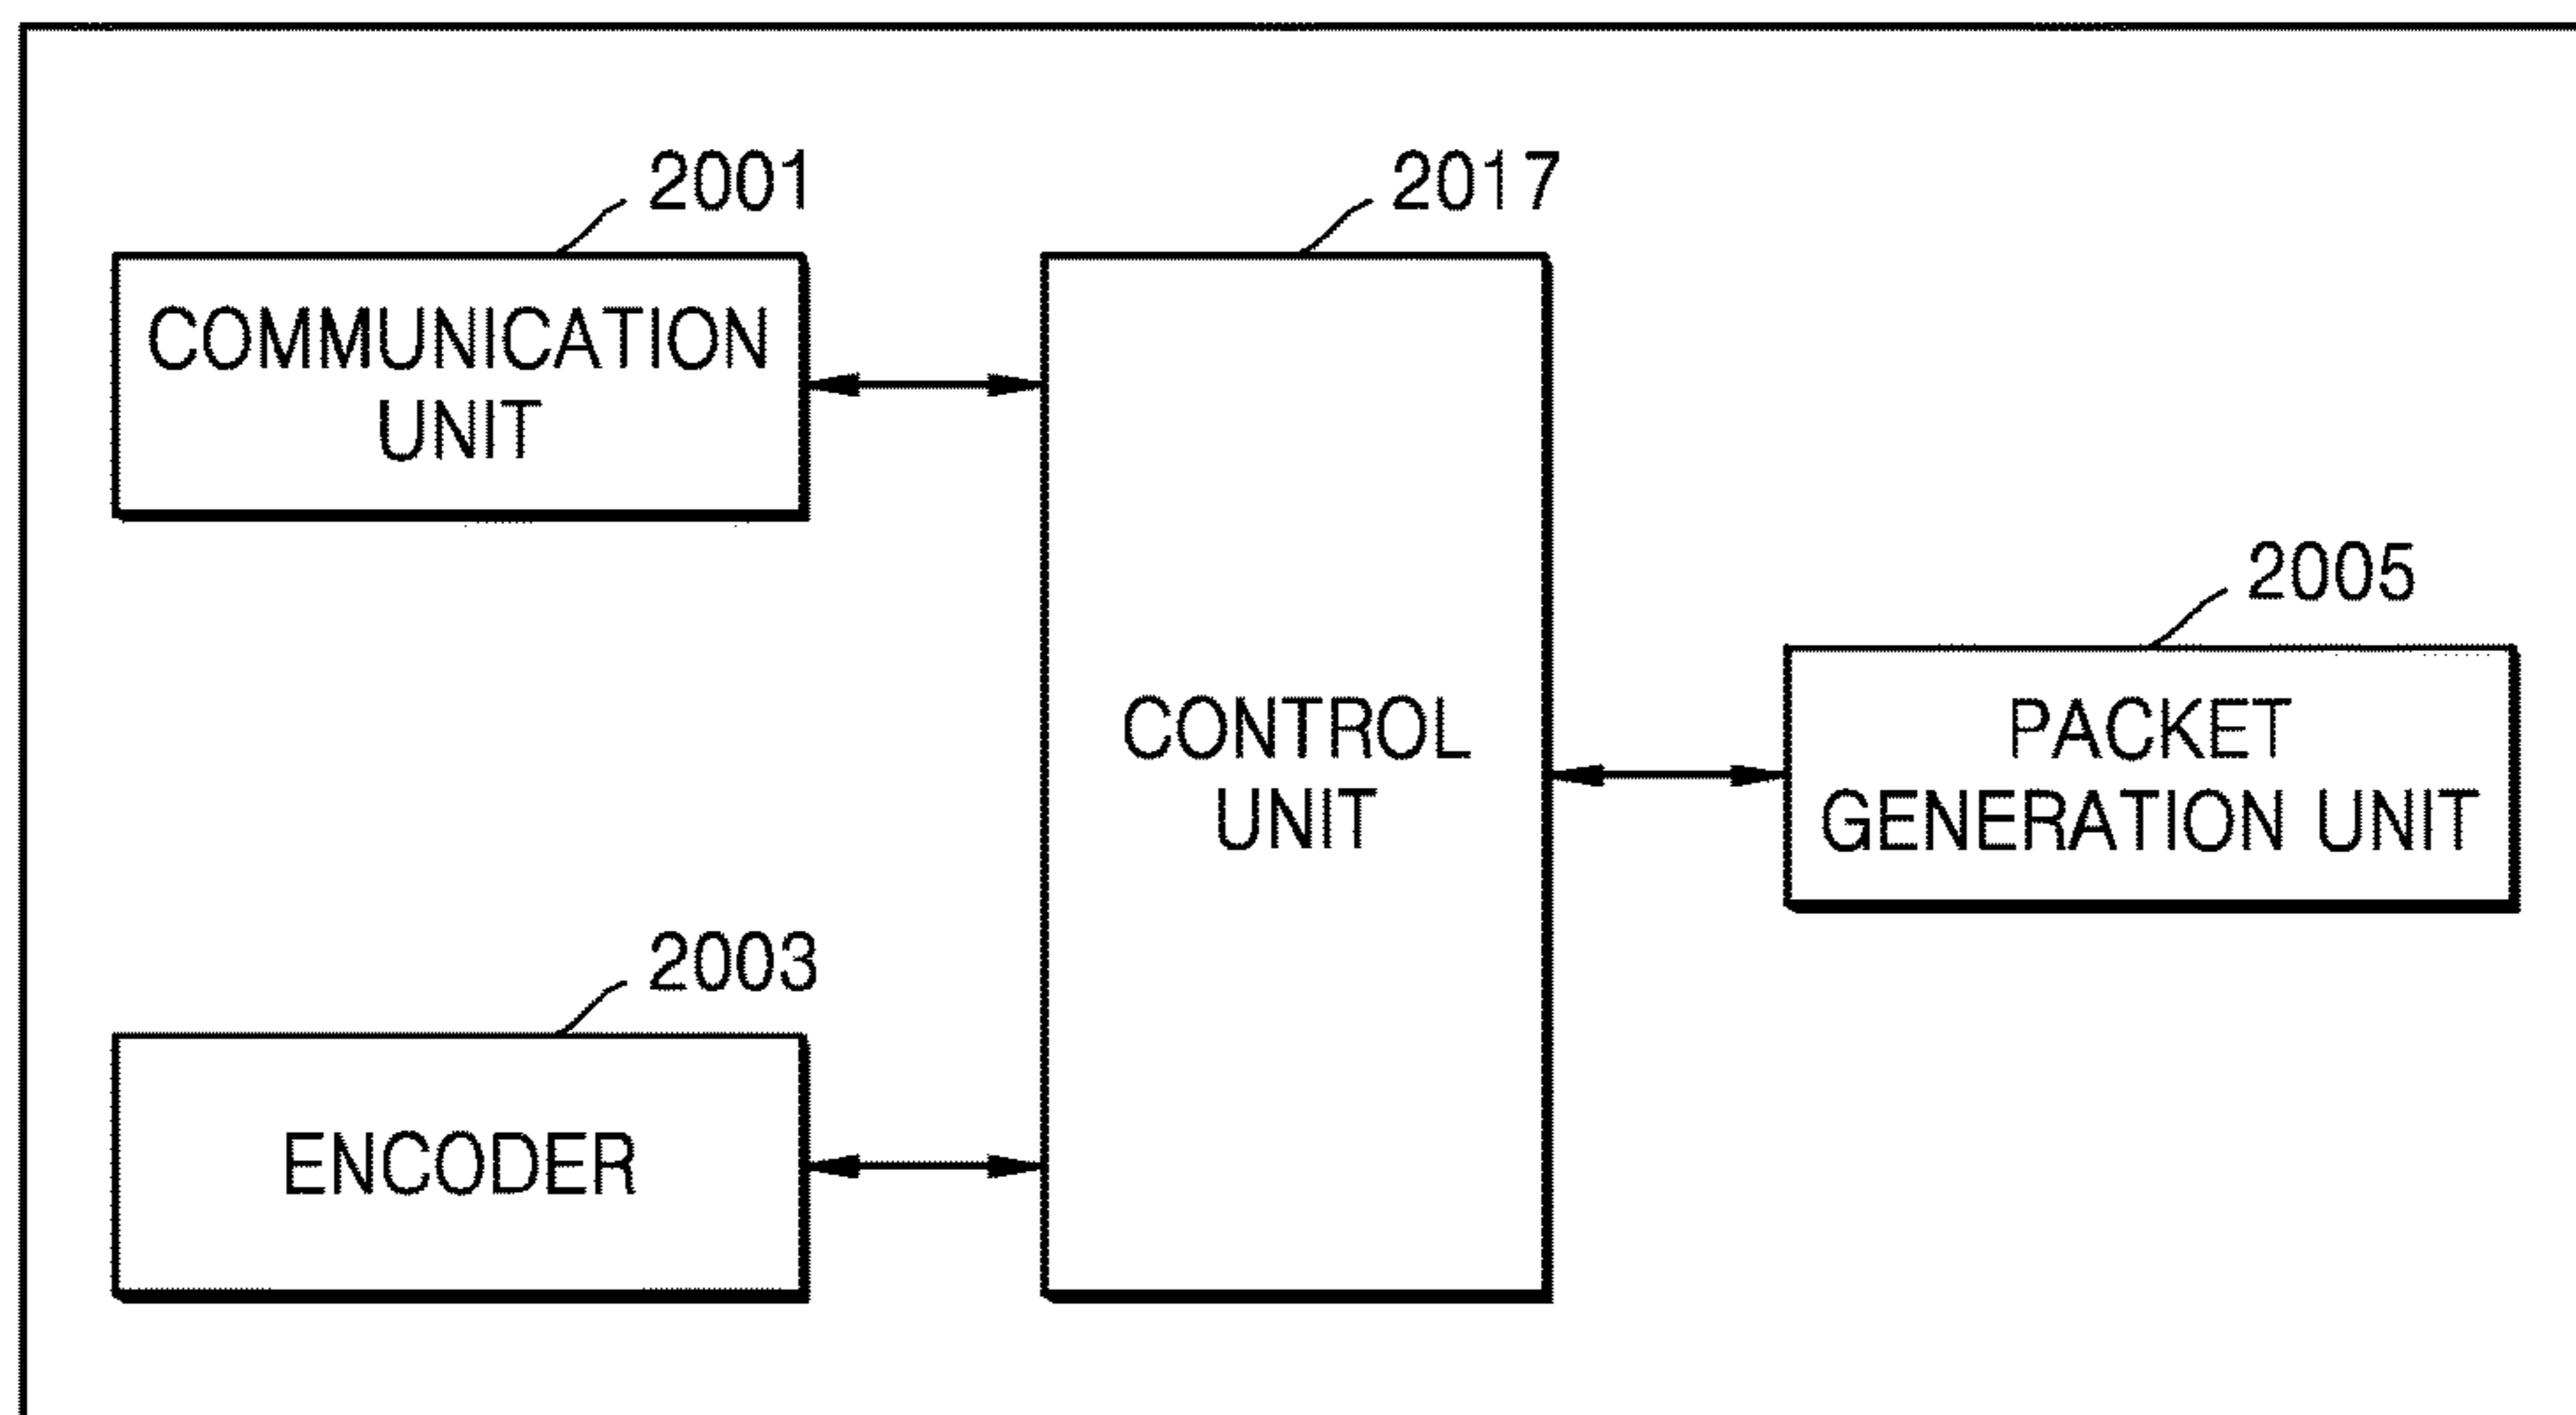 2001
COMMUNICATION
UNIT
2017
CONTROL
UNIT
2005
PACKET
GENERATION UNIT
2003
ENCODER